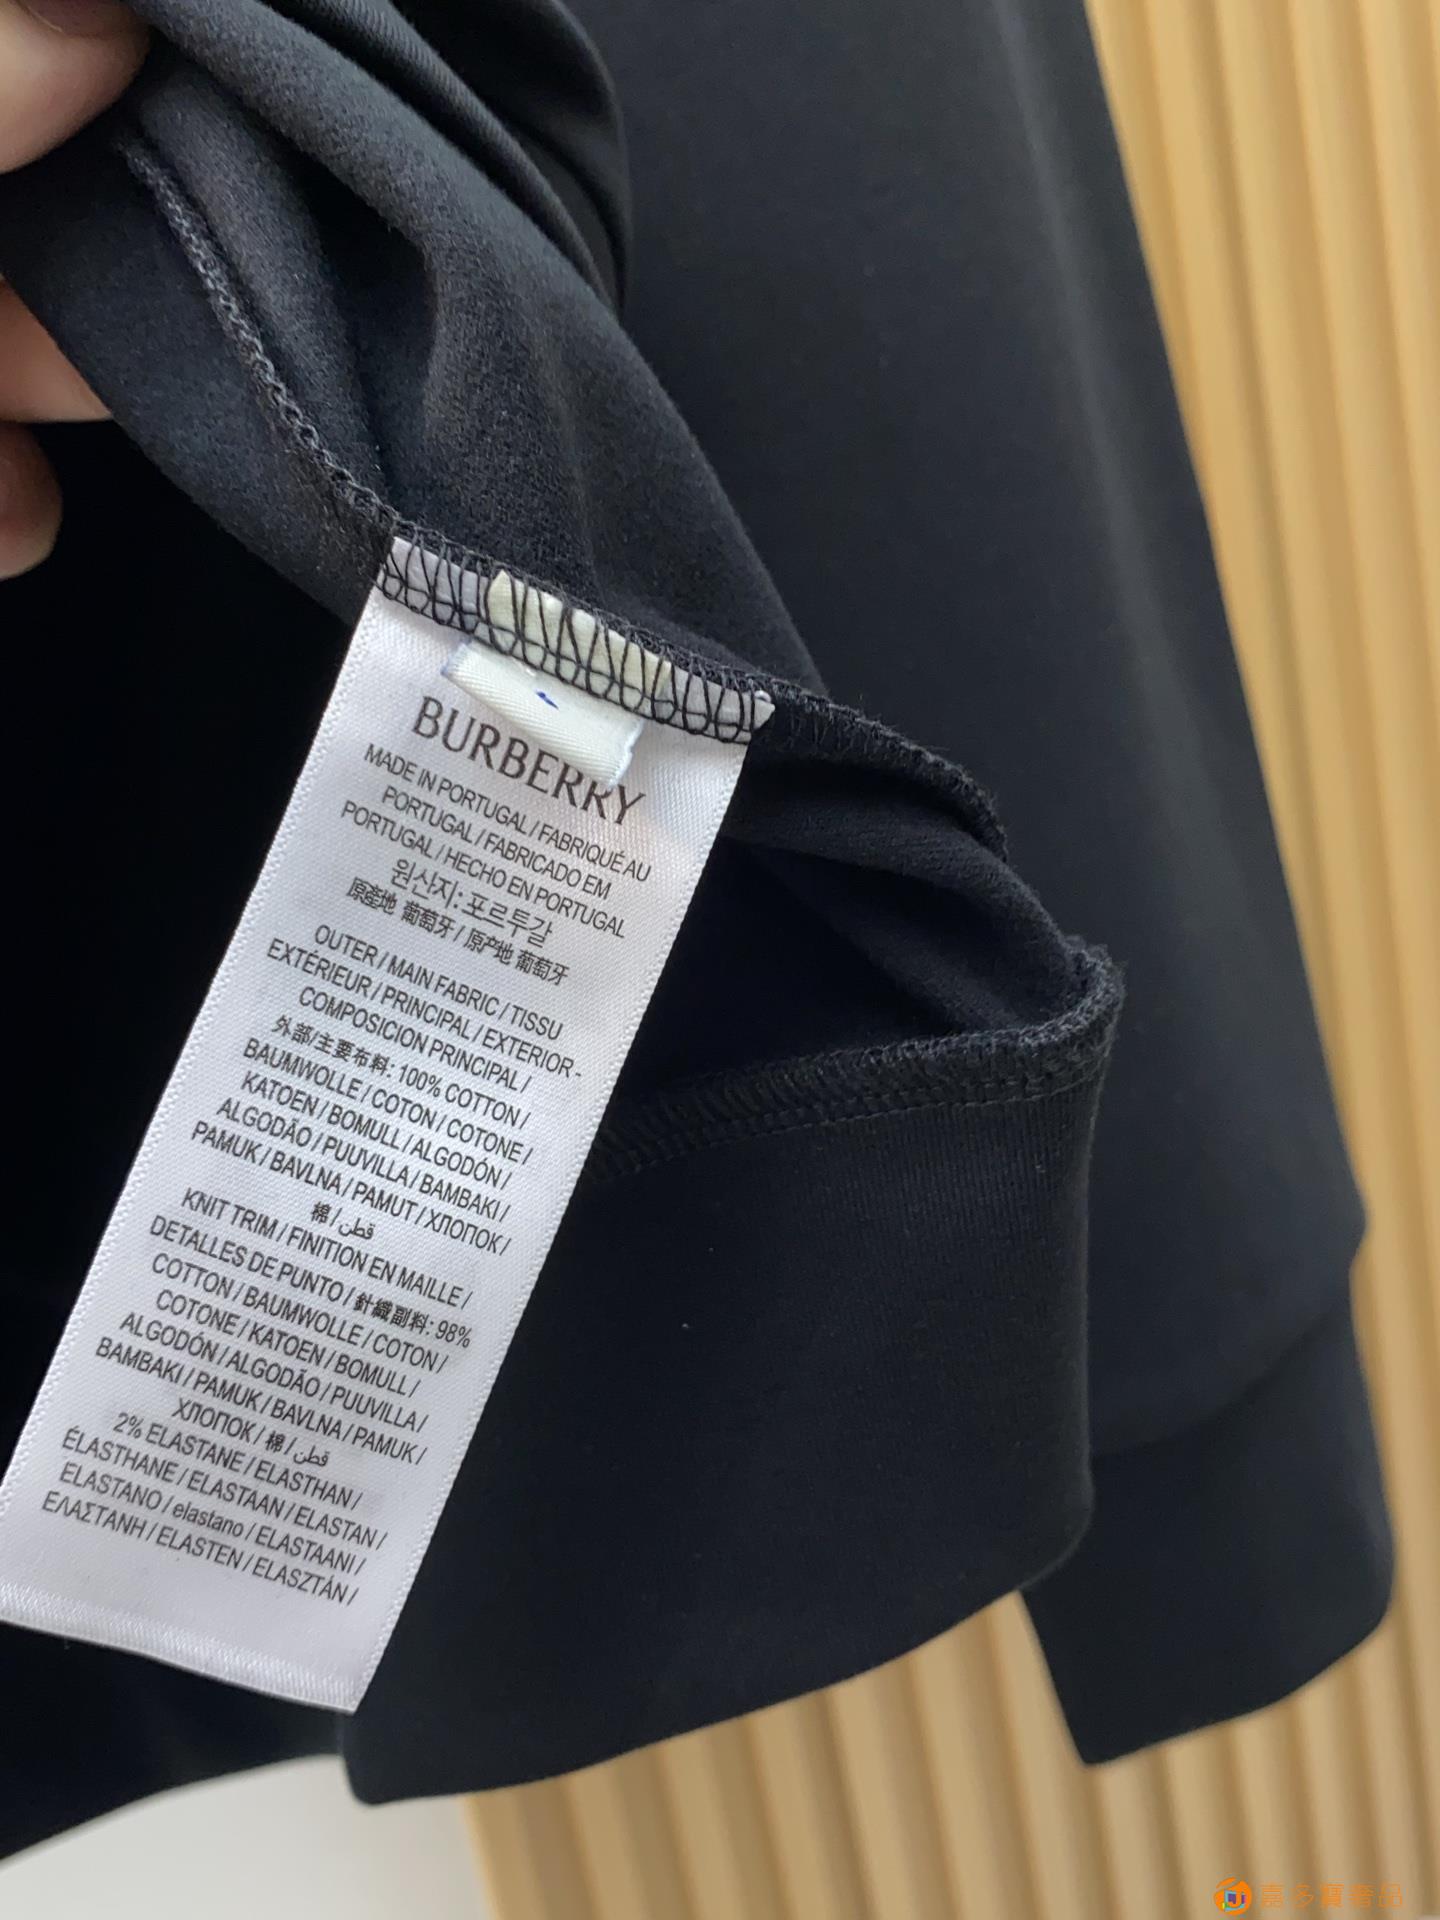 BURBERRY
MADE IN PORTUGAL / FABRIQUÉ AU
PORTUGAL / FABRICADO EM
PORTUGAL / HECHO EN PORTUGAL
원산지: 포르투갈
原產地 葡萄牙 / 原产地 葡萄牙
OUTER / MAIN FABRIC / TISSU
EXTÉRIEUR / PRINCIPAL / EXTERIOR -
COMPOSICION PRINCIPAL /
外部/主要布料: 100% COTTON /
BAUMWOLLE / COTON / COTONE /
KATOEN / BOMULL / ALGODÓN /
ALGODÃO / PUUVILLA / BAMBAKI /
PAMUK / BAVLNA / PAMUT / ХЛОПОК /
棉 / قطن
KNIT TRIM / FINITION EN MAILLE /
DETALLES DE PUNTO / 針織副料: 98%
COTTON / BAUMWOLLE / COTON /
COTONE / KATOEN / BOMULL /
ALGODÓN / ALGODÃO / PUUVILLA /
BAMBAKI / PAMUK / BAVLNA / PAMUK /
ХЛОПОК / 棉 / قطن
2% ELASTANE / ELASTHAN /
ÉLASTHANE / ELASTAAN / ELASTAN /
ELASTANO / elastano / ELASTAANI /
ΕΛΑΣΤΑΝΗ / ELASTEN / ELASZTÁN /
嘉多寶奢品